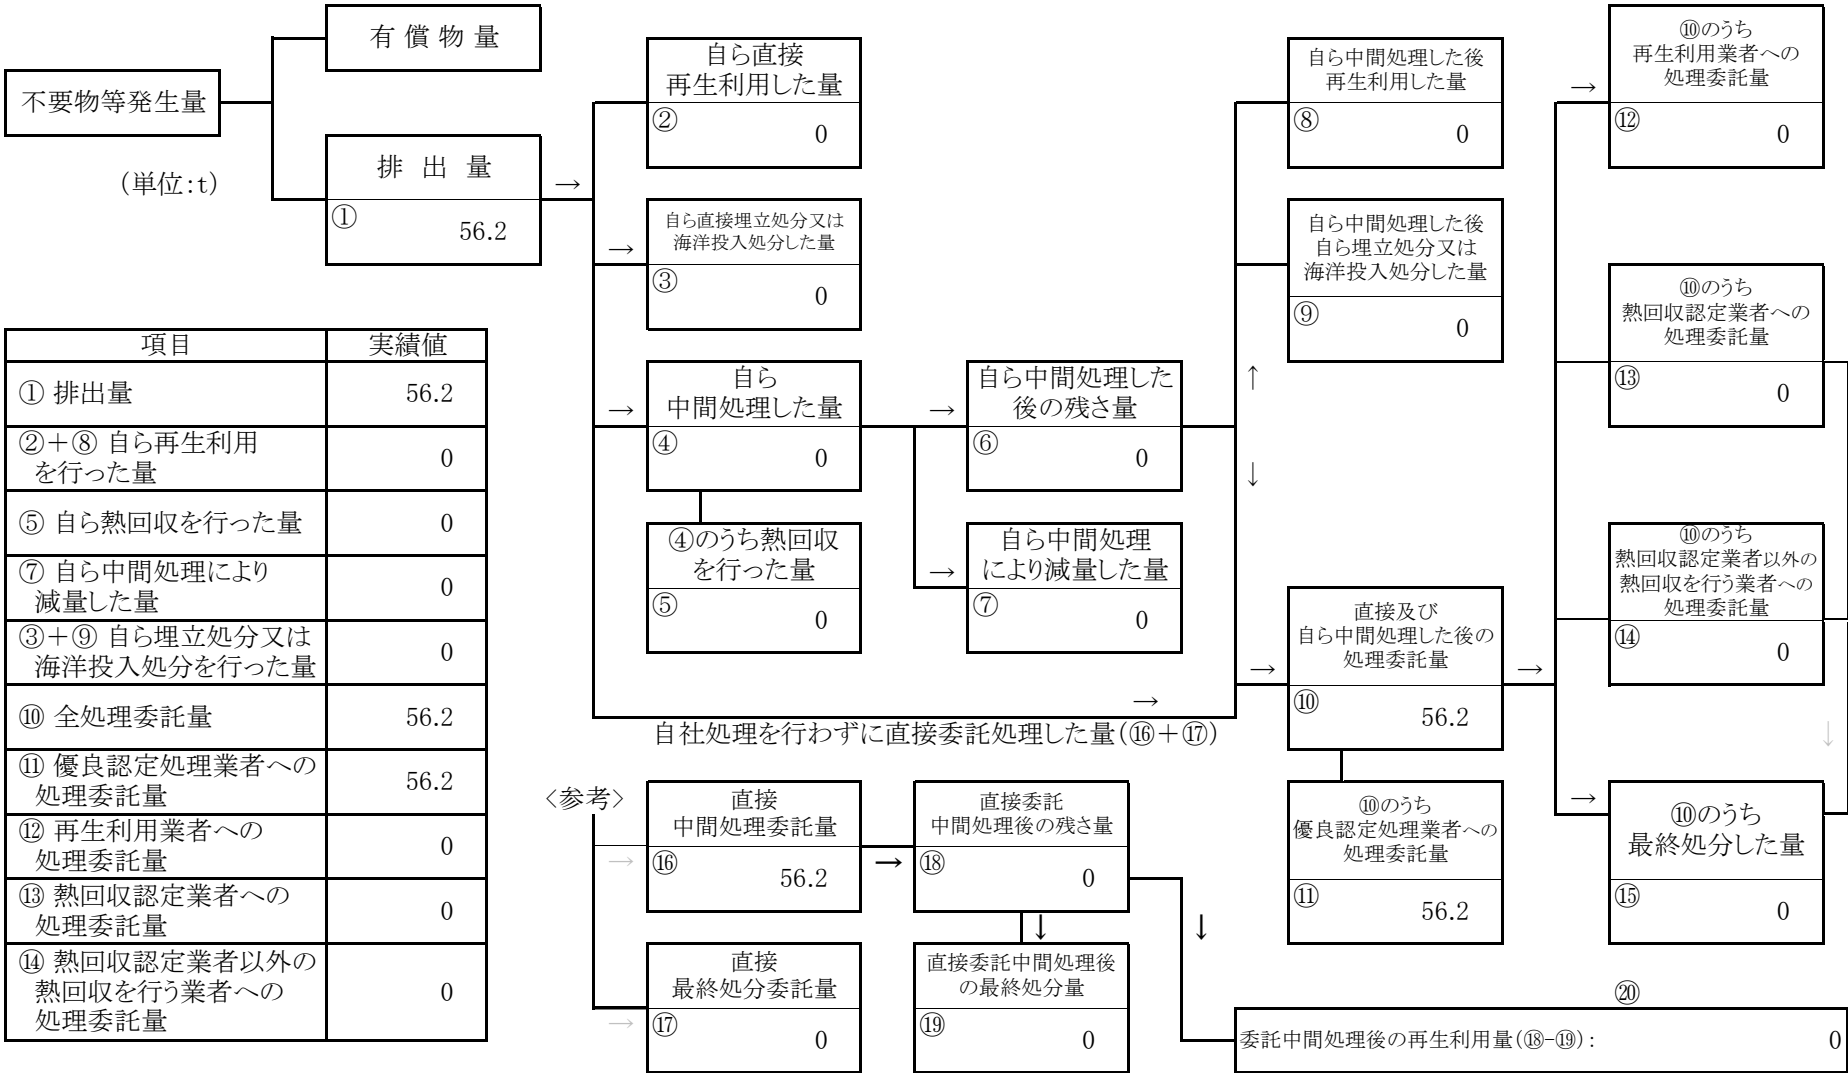 有 償 物 量
不要物等発生量
(単位:t)
排 出 量
①
56.2
→
自ら直接
再生利用した量
②
0
→
自ら直接埋立処分又は
海洋投入処分した量
③
0
→
自ら
中間処理した量
④
0
④のうち熱回収
を行った量
⑤
0
→
自ら中間処理した
後の残さ量
⑥
0
→
自ら中間処理
により減量した量
⑦
0
↑
↓
自ら中間処理した後
再生利用した量
⑧
0
自ら中間処理した後
自ら埋立処分又は
海洋投入処分した量
⑨
0
→
自社処理を行わずに直接委託処理した量(⑯+⑰)
→
直接及び
自ら中間処理した後の
処理委託量
⑩
56.2
→
⑩のうち
優良認定処理業者への
処理委託量
⑪
56.2
→
⑩のうち
再生利用業者への
処理委託量
⑫
0
⑩のうち
熱回収認定業者への
処理委託量
⑬
0
⑩のうち
熱回収認定業者以外の
熱回収を行う業者への
処理委託量
⑭
0
↓
→
⑩のうち
最終処分した量
⑮
0
項目 実績値
① 排出量 56.2
②+⑧ 自ら再生利用
を行った量 0
⑤ 自ら熱回収を行った量 0
⑦ 自ら中間処理により
減量した量 0
③+⑨ 自ら埋立処分又は
海洋投入処分を行った量 0
⑩ 全処理委託量 56.2
⑪ 優良認定処理業者への
処理委託量 56.2
⑫ 再生利用業者への
処理委託量 0
⑬ 熱回収認定業者への
処理委託量 0
⑭ 熱回収認定業者以外の
熱回収を行う業者への
処理委託量 0
<参考>
→
直接
中間処理委託量
⑯
56.2
→
直接委託
中間処理後の残さ量
⑱
0
↓
↓
→
直接
最終処分委託量
⑰
0
直接委託中間処理後
の最終処分量
⑲
0
⑳
委託中間処理後の再生利用量(⑱-⑲): 0